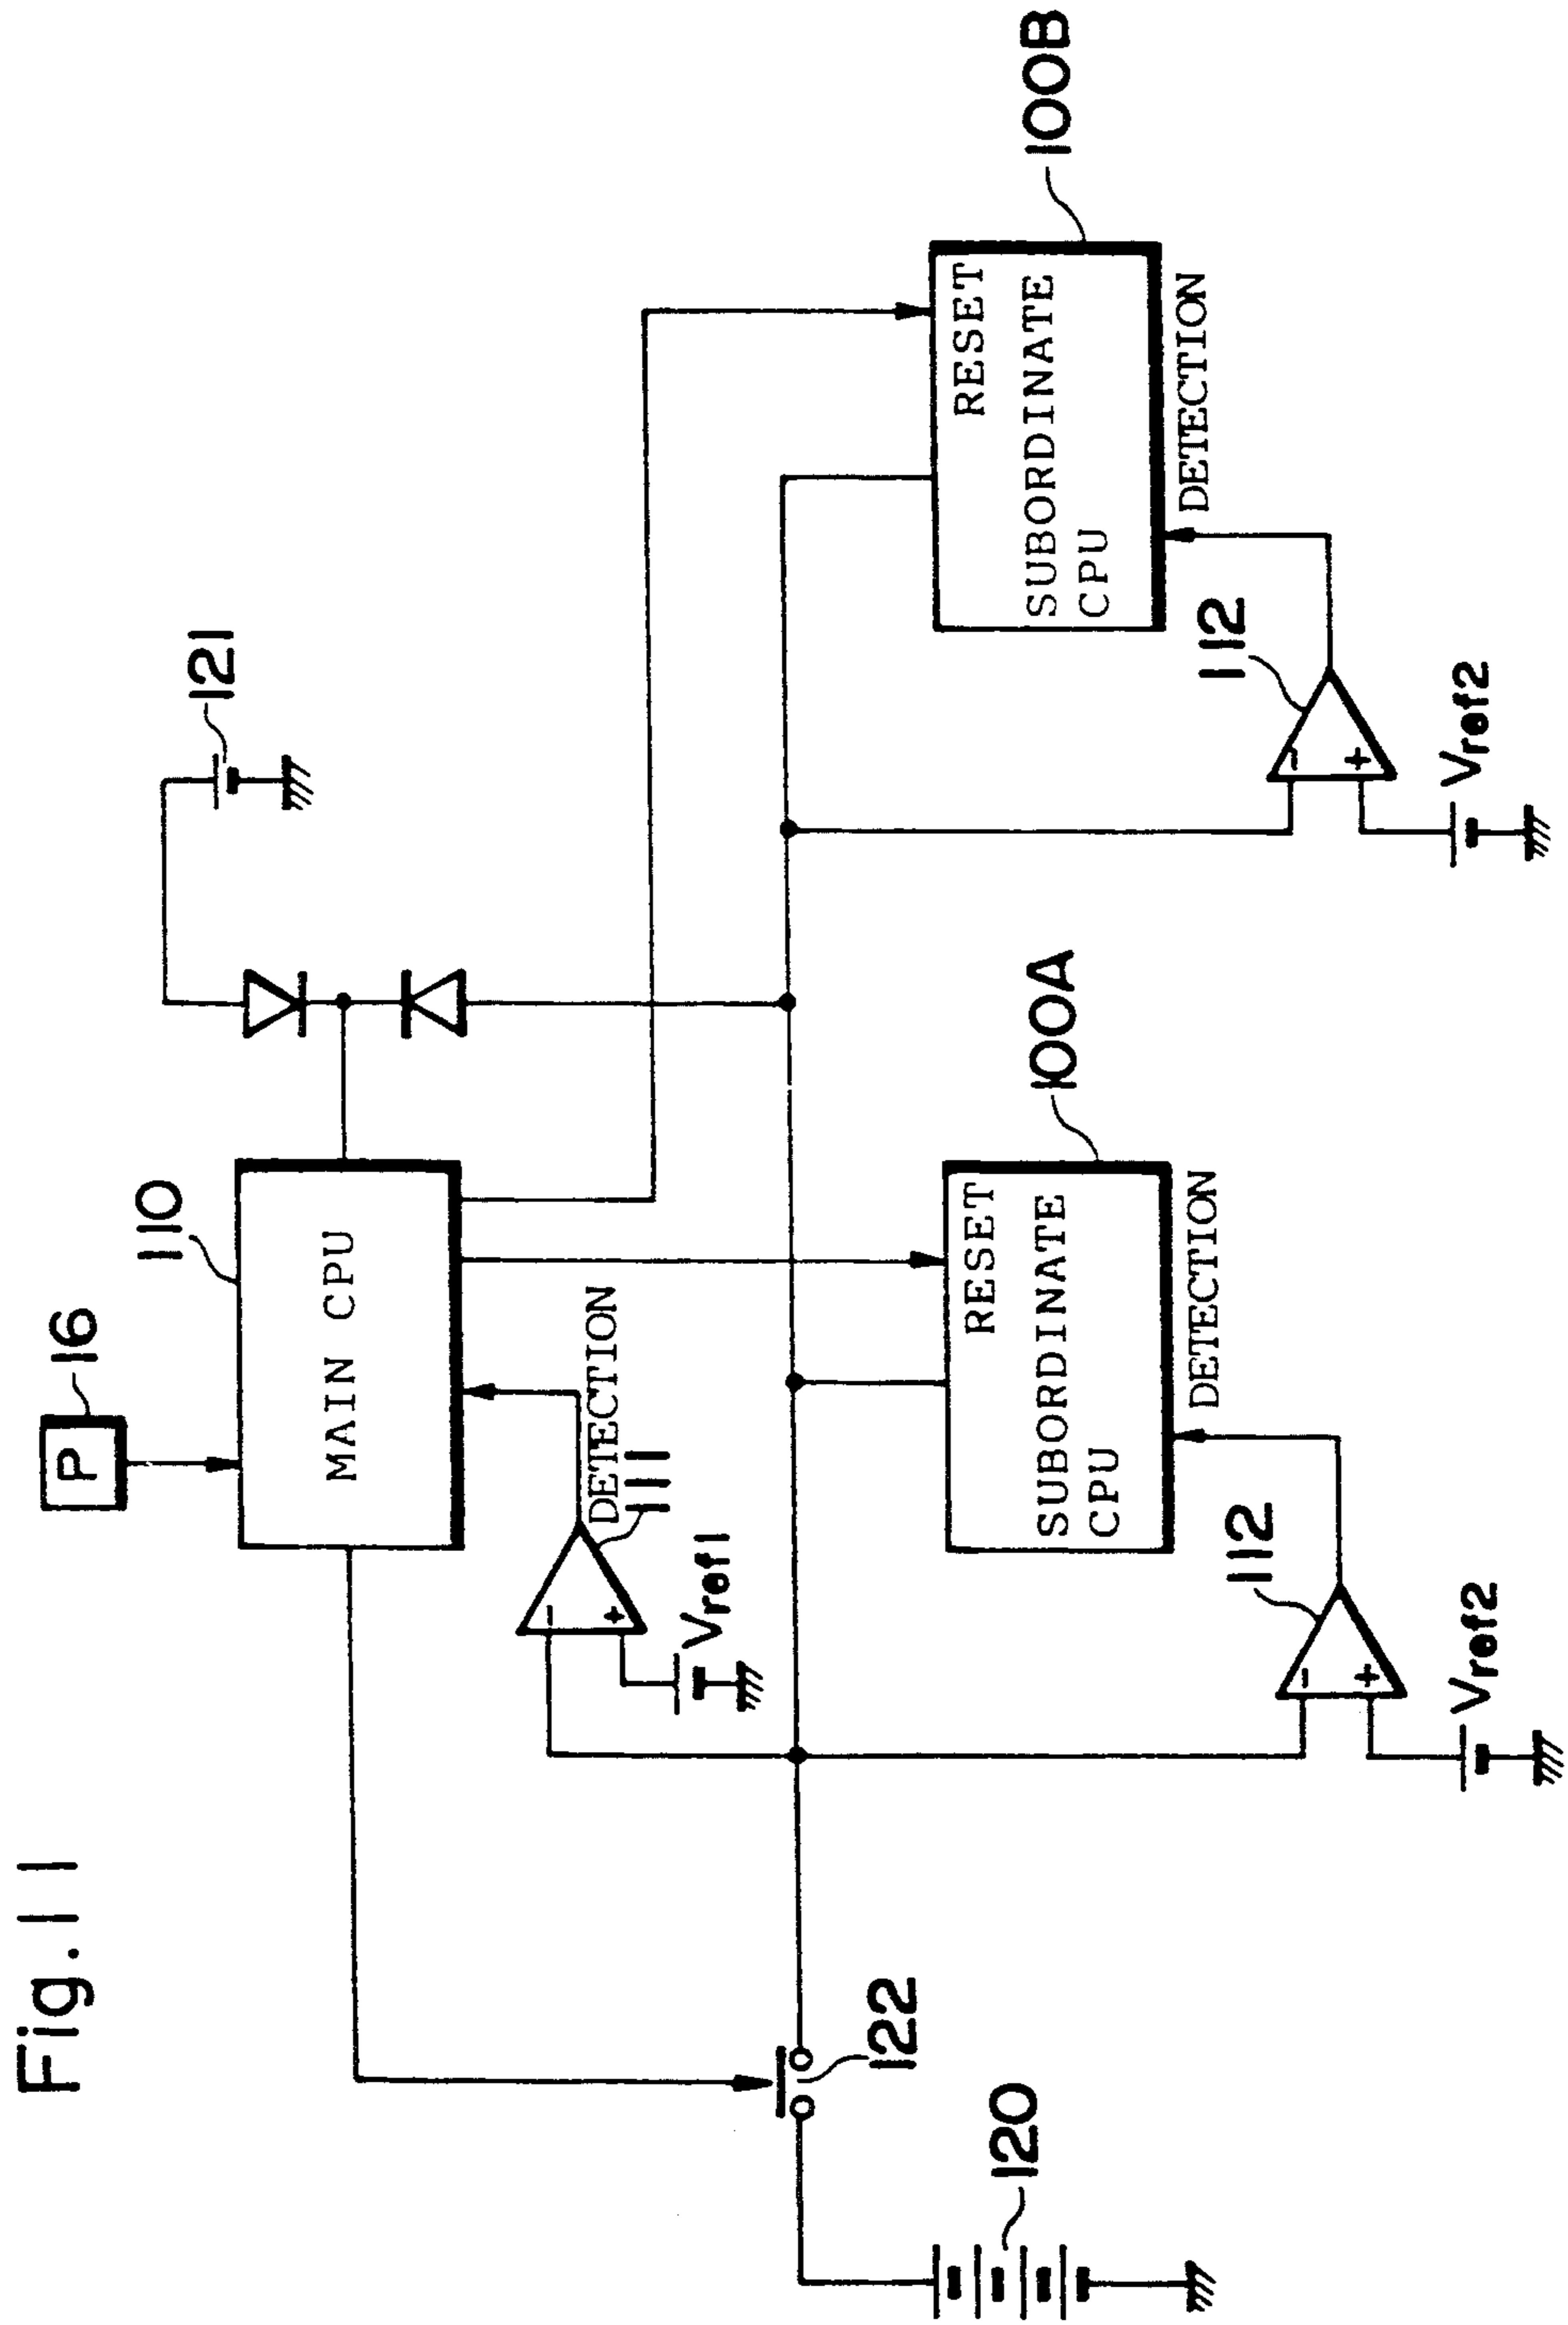 Fig.11
P
16
110
MAIN CPU
121
DETECTION
111
Vref1
100B
RESET
SUBORDINATE
CPU
DETECTION
112
Vref2
100A
RESET
SUBORDINATE
CPU
DETECTION
112
Vref2
122
120